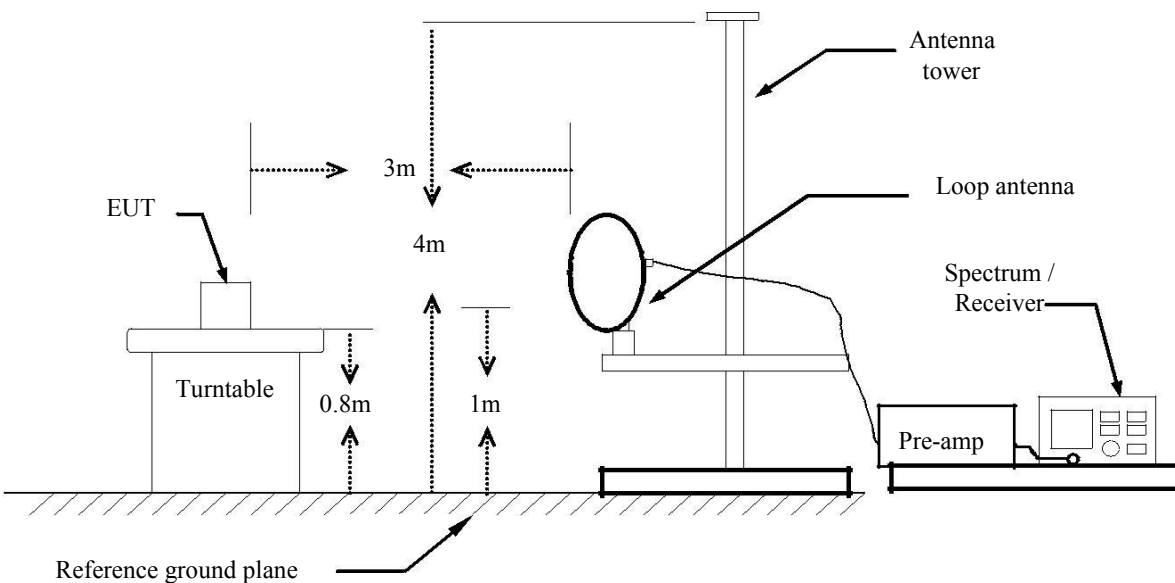 Antenna
tower
3m
Loop antenna
EUT
4m
Spectrum /
Receiver
Turntable
0.8m
1m
Pre-amp
Reference ground plane